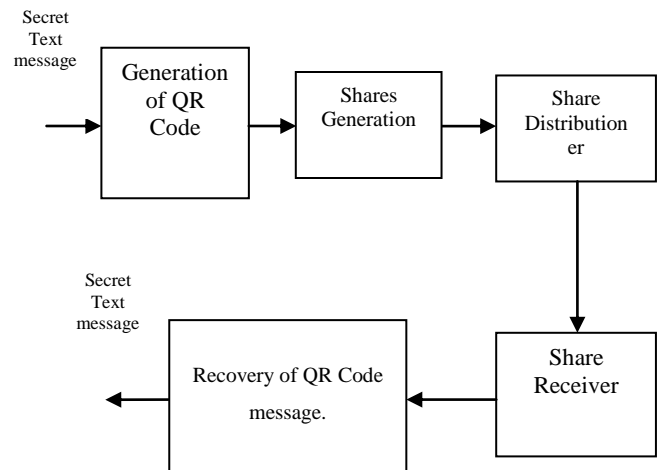 Secret
Text
message
Generation
of QR
Code
Shares
Generation
Share
Distribution
er
Secret
Text
message
Recovery of QR Code
message.
Share
Receiver